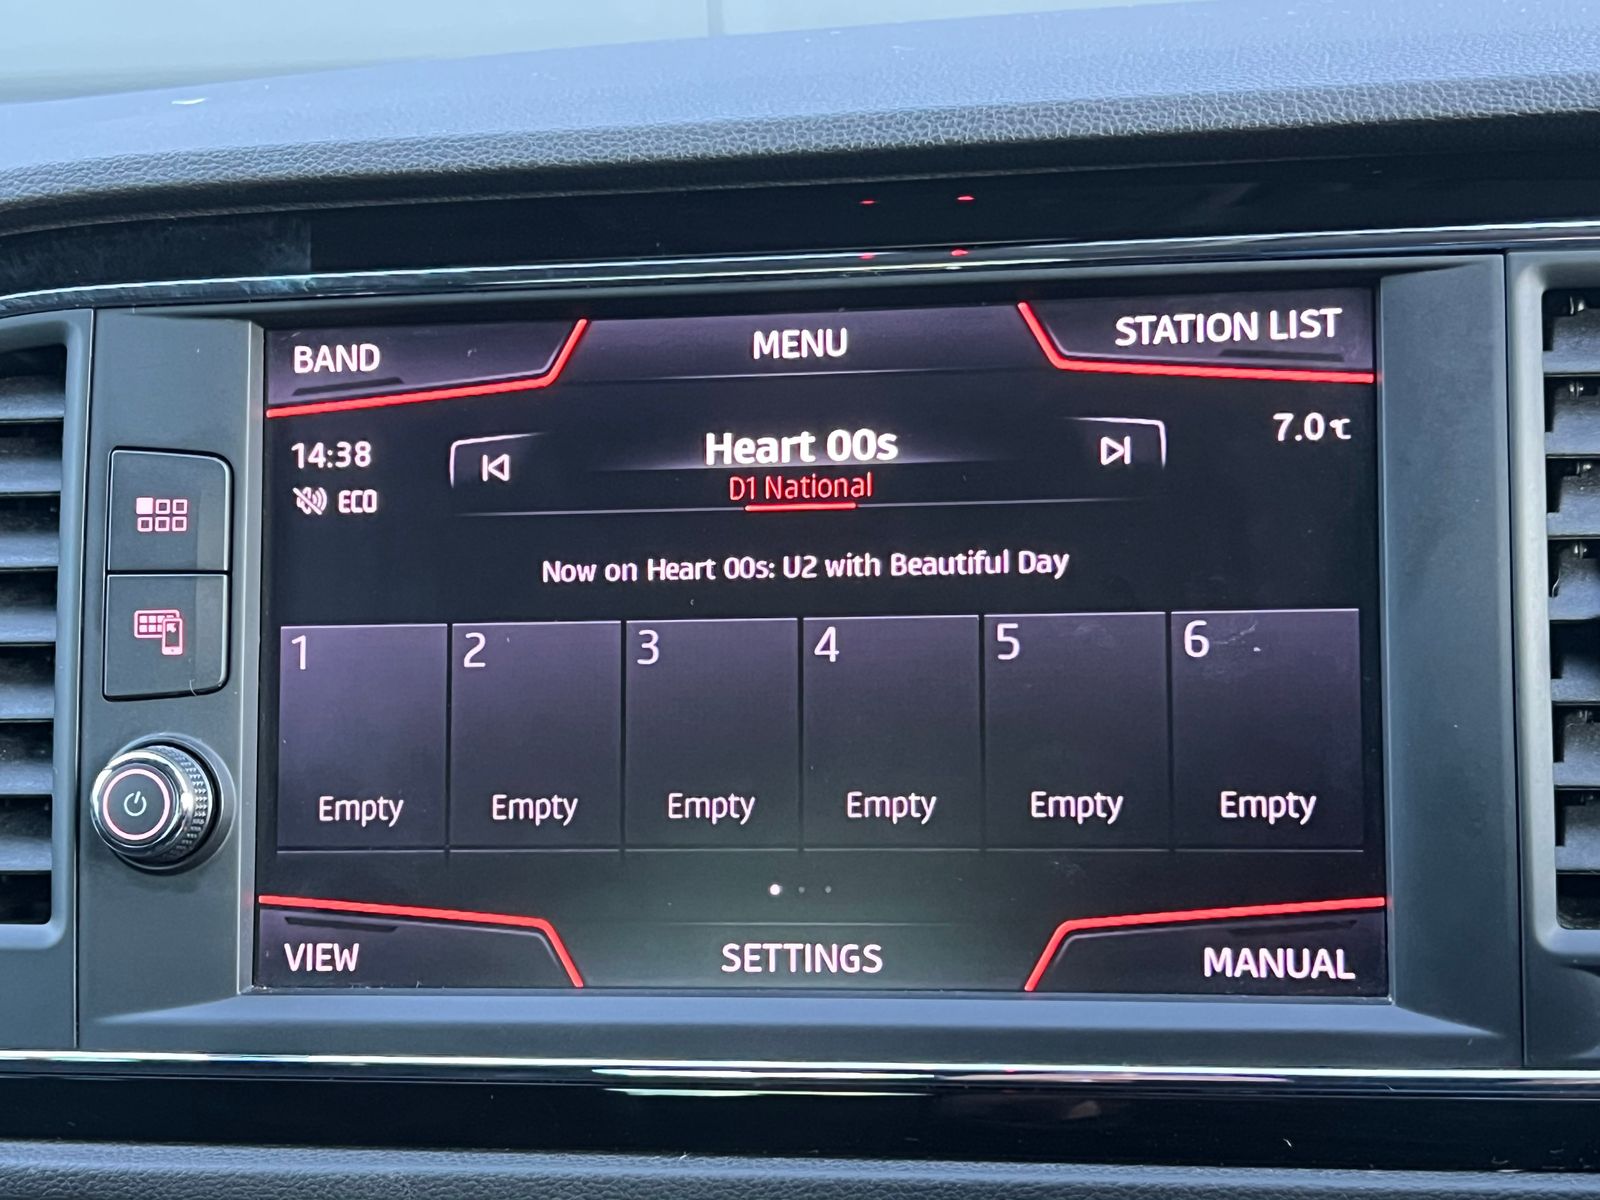 BAND
MENU
STATION LIST
14:38
Heart 00s
7.0°C
ECO
D1 National
Now on Heart 00s: U2 with Beautiful Day
1
2
3
4
5
6
Empty
Empty
Empty
Empty
Empty
Empty
VIEW
SETTINGS
MANUAL